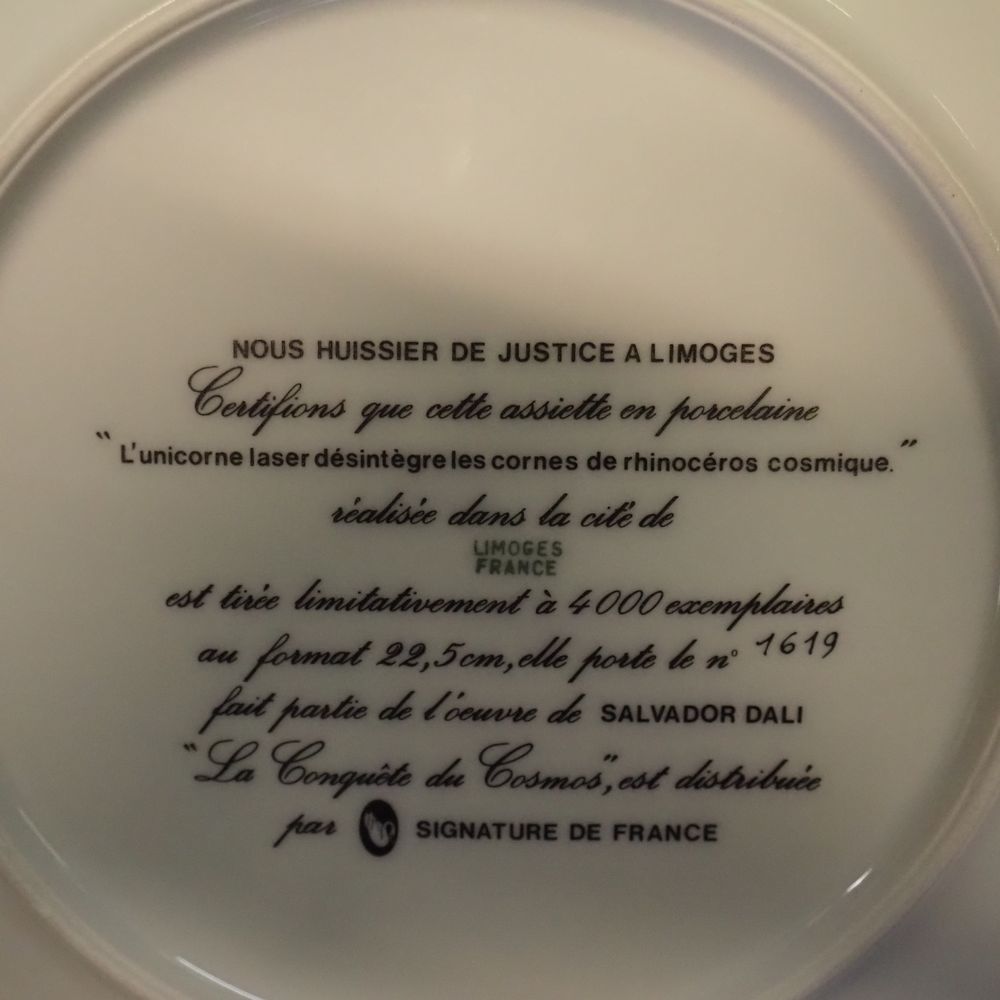 NOUS HUISSIER DE JUSTICE A LIMOGES
Certifions que cette assiette en porcelaine
"L'unicorne laser désintègre les cornes de rhinocéros cosmique."
réalisée dans la cité de
LIMOGES
FRANCE
est tirée limitativement à 4000 exemplaires
au format 22,5cm, elle porte le n° 1619
fait partie de l'oeuvre de SALVADOR DALI
"La Conquête du Cosmos", est distribuée
par SIGNATURE DE FRANCE